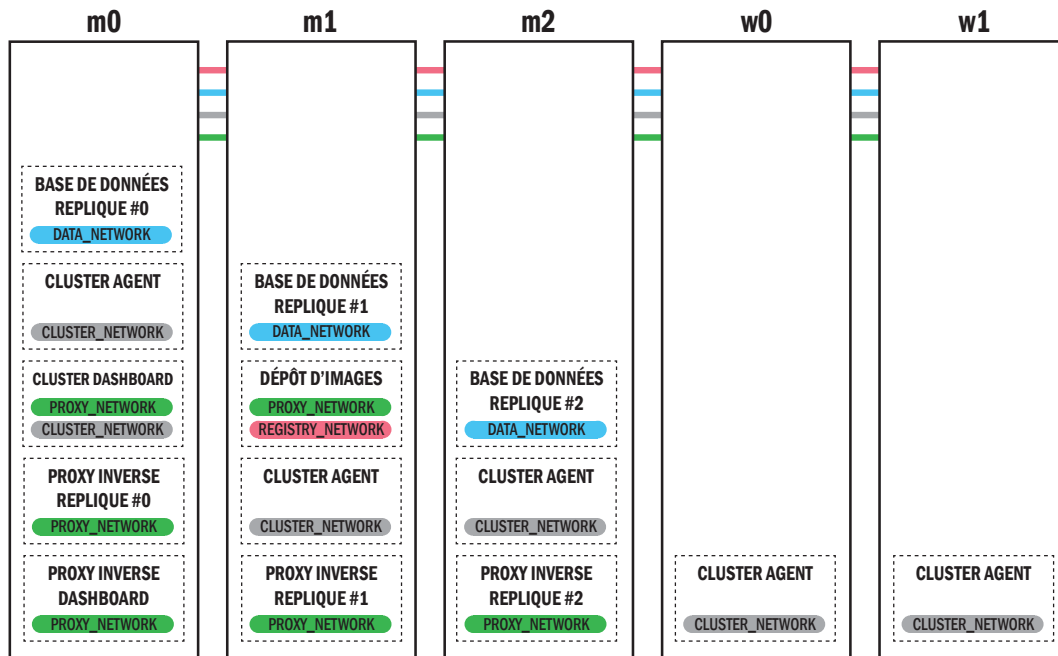 m0
m1
m2
w0
w1
BASE DE DONNÉES
REPLIQUE #0
DATA_NETWORK
CLUSTER AGENT
CLUSTER_NETWORK
CLUSTER DASHBOARD
PROXY_NETWORK
CLUSTER_NETWORK
PROXY INVERSE
REPLIQUE #0
PROXY_NETWORK
PROXY INVERSE
DASHBOARD
PROXY_NETWORK
BASE DE DONNÉES
REPLIQUE #1
DATA_NETWORK
DÉPÔT D'IMAGES
PROXY_NETWORK
REGISTRY_NETWORK
CLUSTER AGENT
CLUSTER_NETWORK
PROXY INVERSE
REPLIQUE #1
PROXY_NETWORK
BASE DE DONNÉES
REPLIQUE #2
DATA_NETWORK
CLUSTER AGENT
CLUSTER_NETWORK
PROXY INVERSE
REPLIQUE #2
PROXY_NETWORK
CLUSTER AGENT
CLUSTER_NETWORK
CLUSTER AGENT
CLUSTER_NETWORK